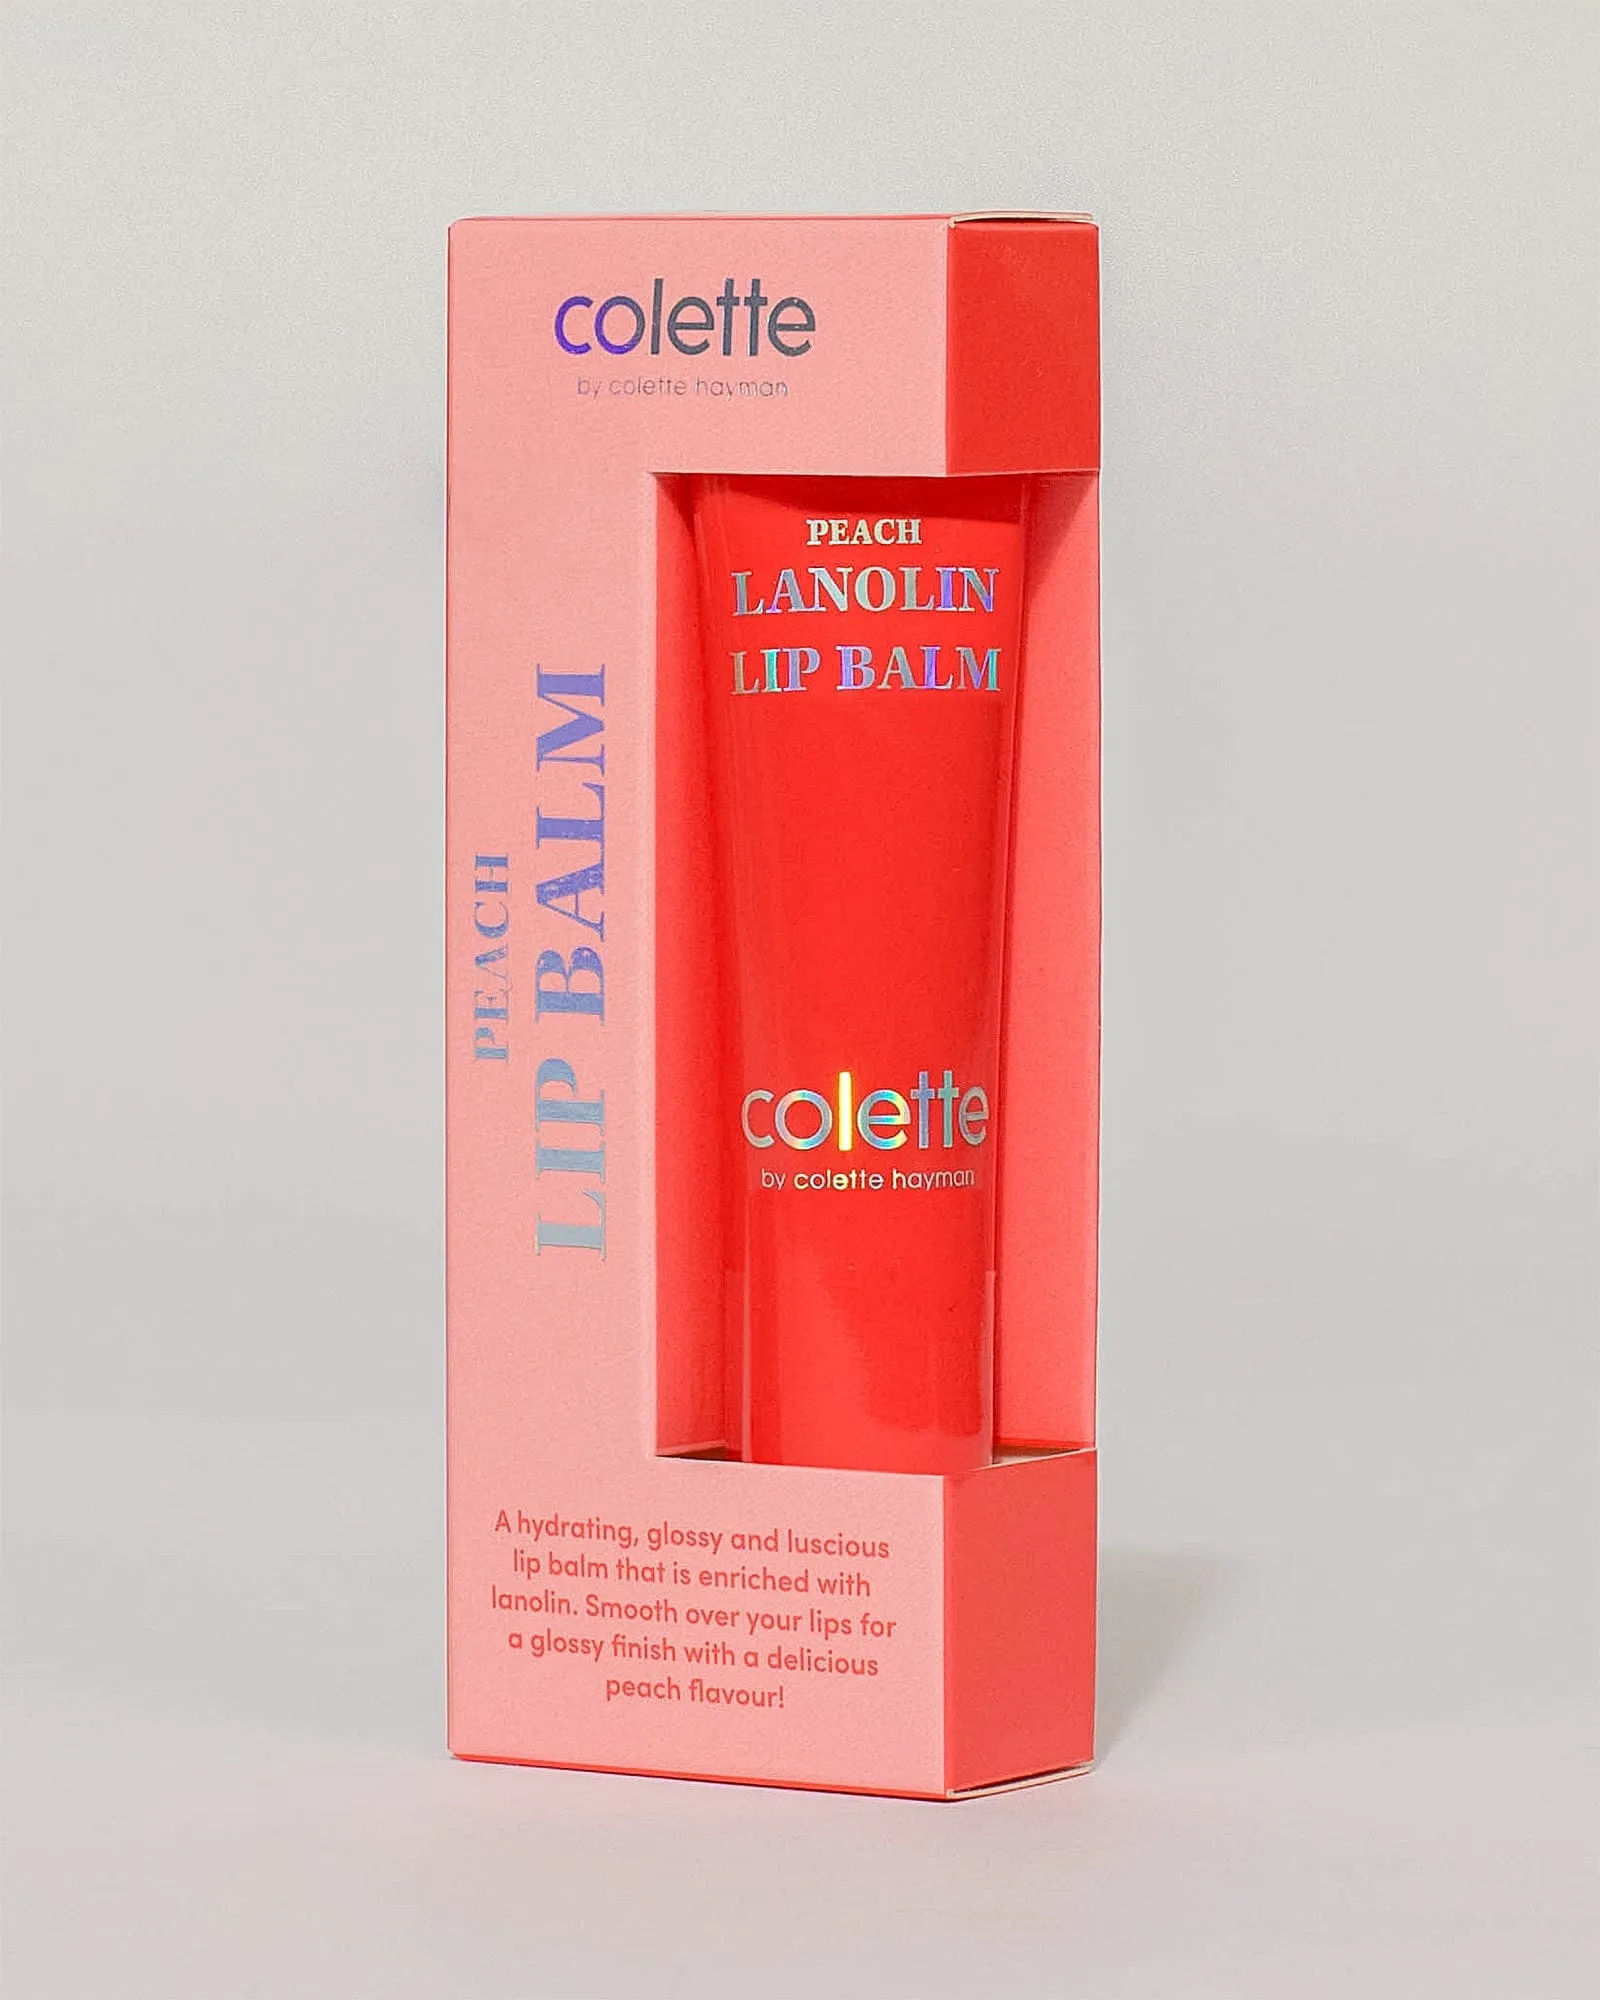 colette
by colette hayman
PEACH
LIP BALM
PEACH
LANOLIN
LIP BALM
colette
by colette hayman
A hydrating, glossy and luscious
lip balm that is enriched with
lanolin. Smooth over your lips for
a glossy finish with a delicious
peach flavour!